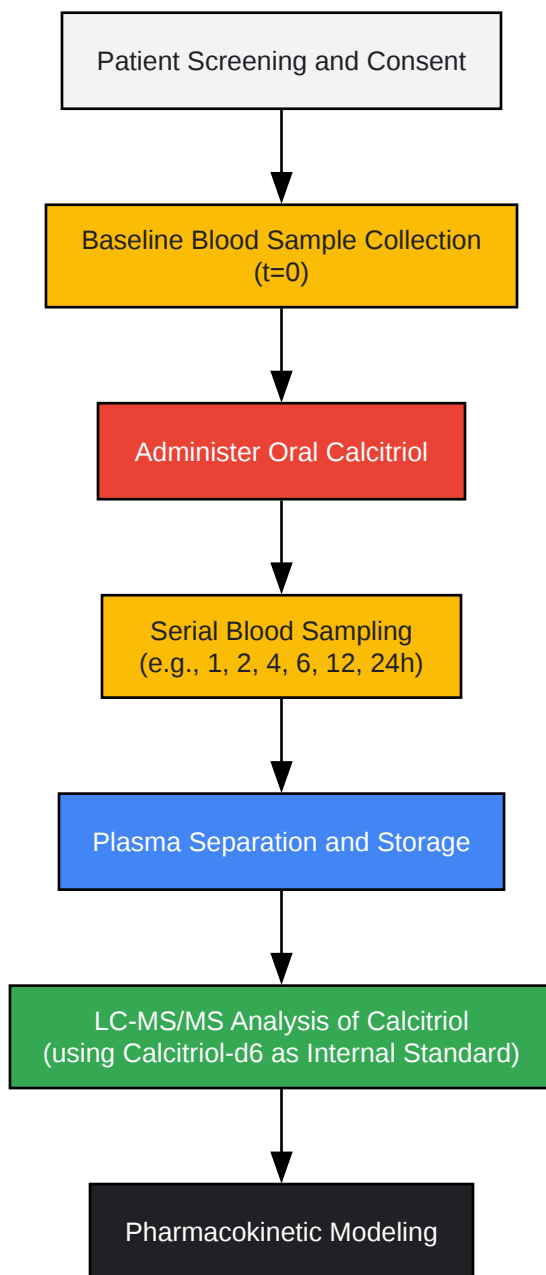 Patient Screening and Consent
Baseline Blood Sample Collection
(t=0)
Administer Oral Calcitriol
Serial Blood Sampling
(e.g., 1, 2, 4, 6, 12, 24h)
Plasma Separation and Storage
LC-MS/MS Analysis of Calcitriol
(using Calcitriol-d6 as Internal Standard)
Pharmacokinetic Modeling